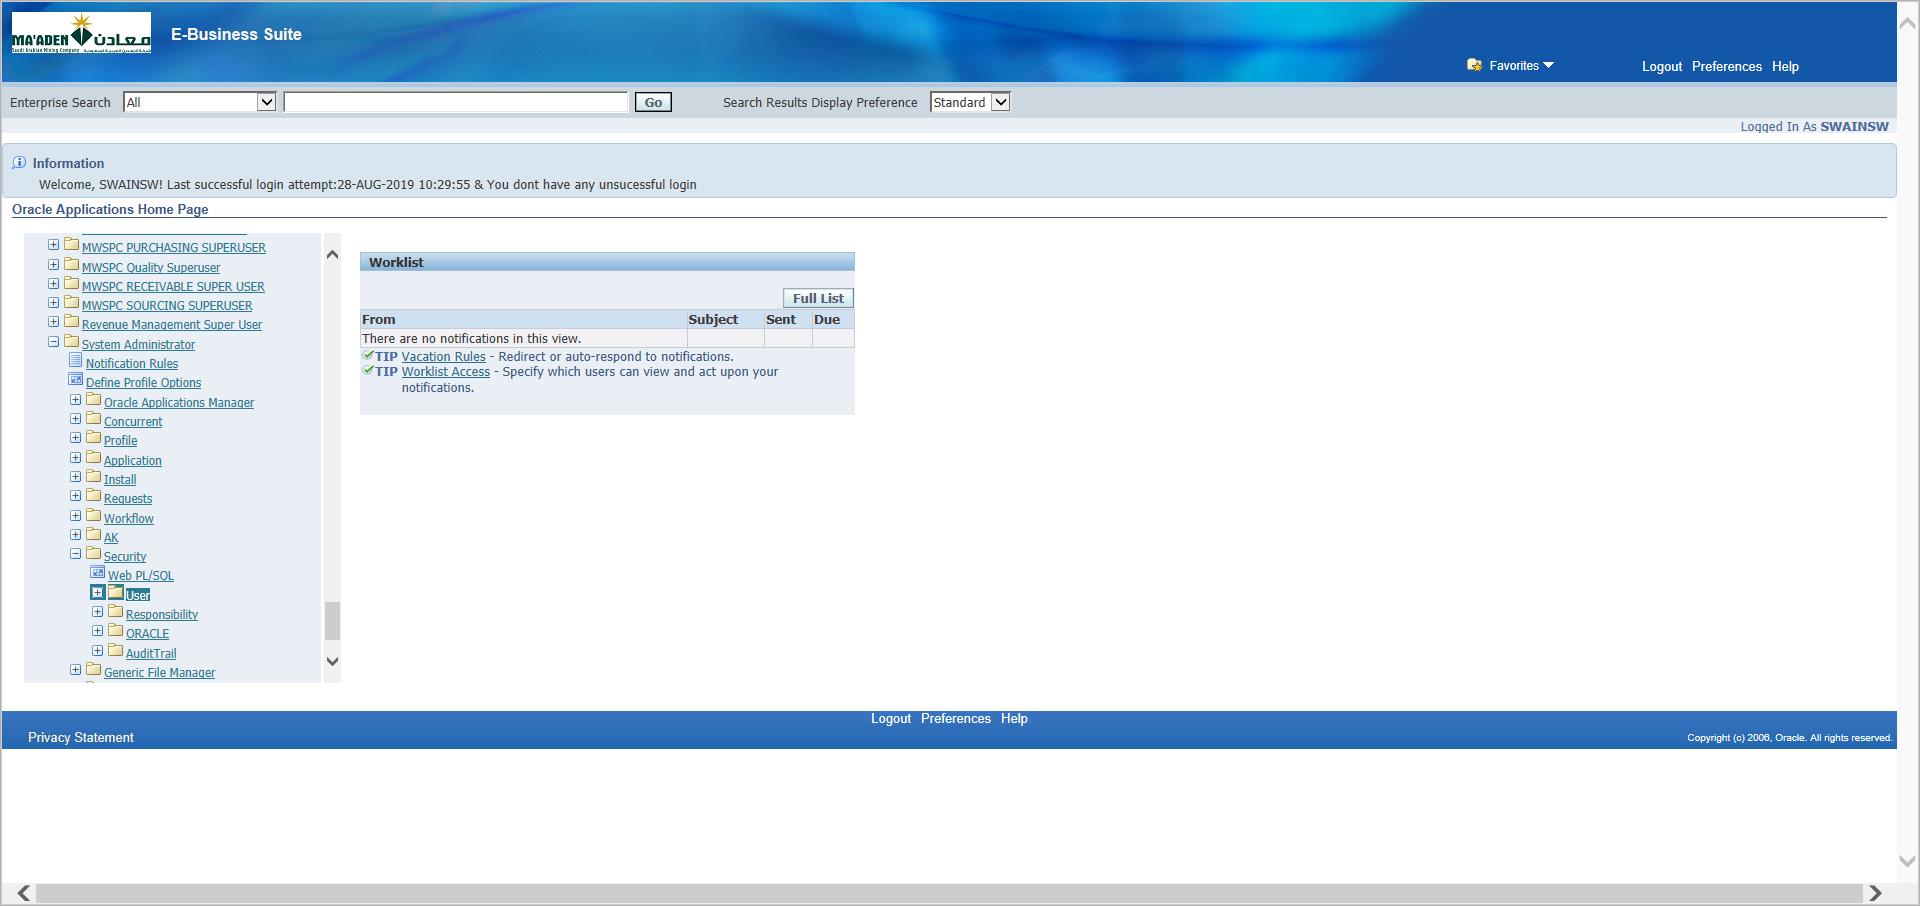 MA'ADEN معادن
Saudi Arabian Mining Company
E-Business Suite
Favorites
Logout Preferences Help
Enterprise Search All Go Search Results Display Preference Standard
Logged In As SWAINSW
Information
Welcome, SWAINSW! Last successful login attempt:28-AUG-2019 10:29:55 & You dont have any unsucessful login
Oracle Applications Home Page
MWSPC PURCHASING SUPERUSER
MWSPC Quality Superuser
MWSPC RECEIVABLE SUPER USER
MWSPC SOURCING SUPERUSER
Revenue Management Super User
System Administrator
Notification Rules
Define Profile Options
Oracle Applications Manager
Concurrent
Profile
Application
Install
Requests
Workflow
AK
Security
Web PL/SQL
User
Responsibility
ORACLE
AuditTrail
Generic File Manager
Worklist
Full List
From Subject Sent Due
There are no notifications in this view.
TIP Vacation Rules - Redirect or auto-respond to notifications.
TIP Worklist Access - Specify which users can view and act upon your
notifications.
Logout Preferences Help
Privacy Statement
Copyright (c) 2006, Oracle. All rights reserved.